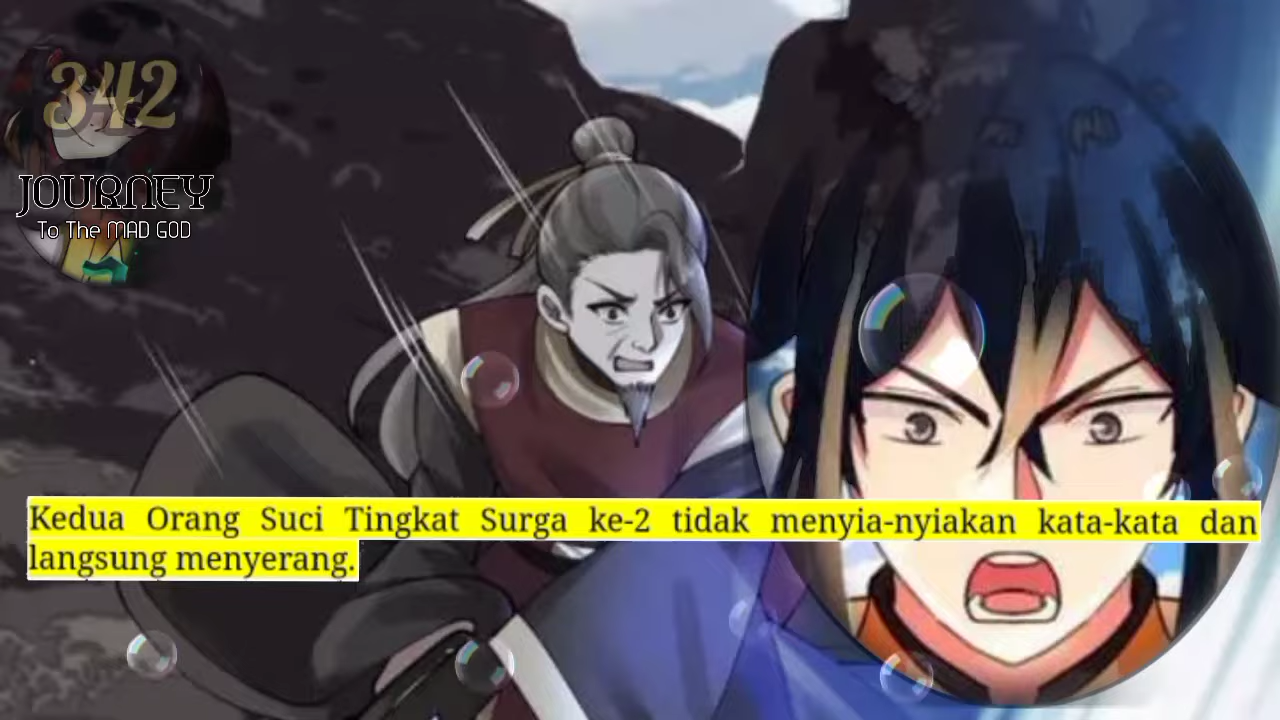 342
JOURNEY
To The MAD GOD
Kedua Orang Suci Tingkat Surga ke-2 tidak menyia-nyiakan kata-kata dan
langsung menyerang.